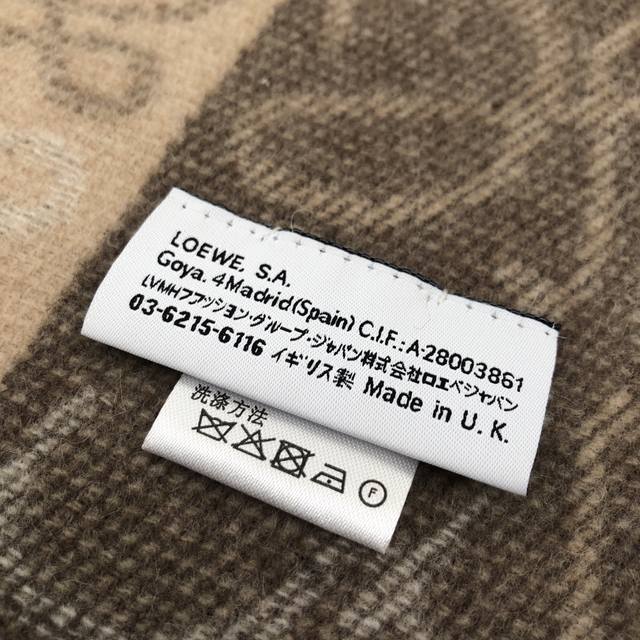 LOEWE, S.A.
Goya, 4Madrid(Spain) C.I.F.: A-28003861
LVMHファッション・グループ・ジャパン株式会社ロエベジャパン
03-6215-6116 イギリス製 Made in U.K.
洗涤方法
F